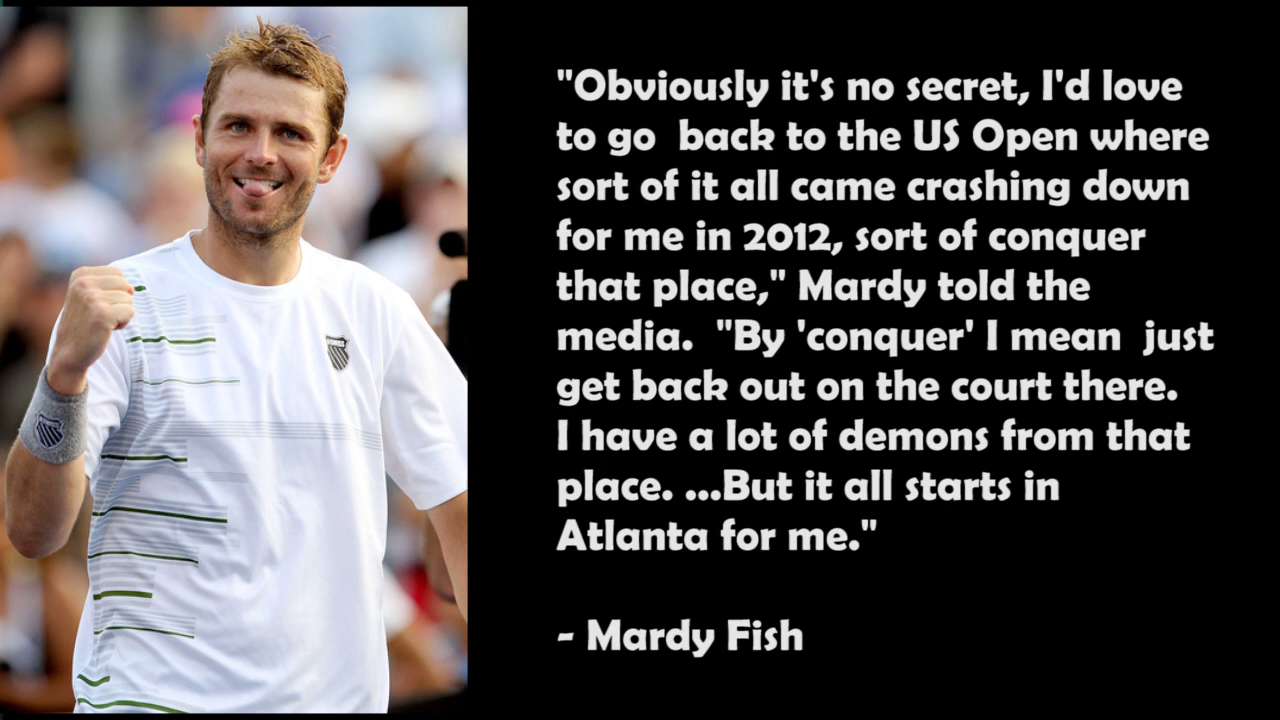 "Obviously it's no secret, I'd love
to go  back to the US Open where
sort of it all came crashing down
for me in 2012, sort of conquer
that place," Mardy told the
media.  "By 'conquer' I mean  just
get back out on the court there.
I have a lot of demons from that
place. ...But it all starts in
Atlanta for me."
- Mardy Fish